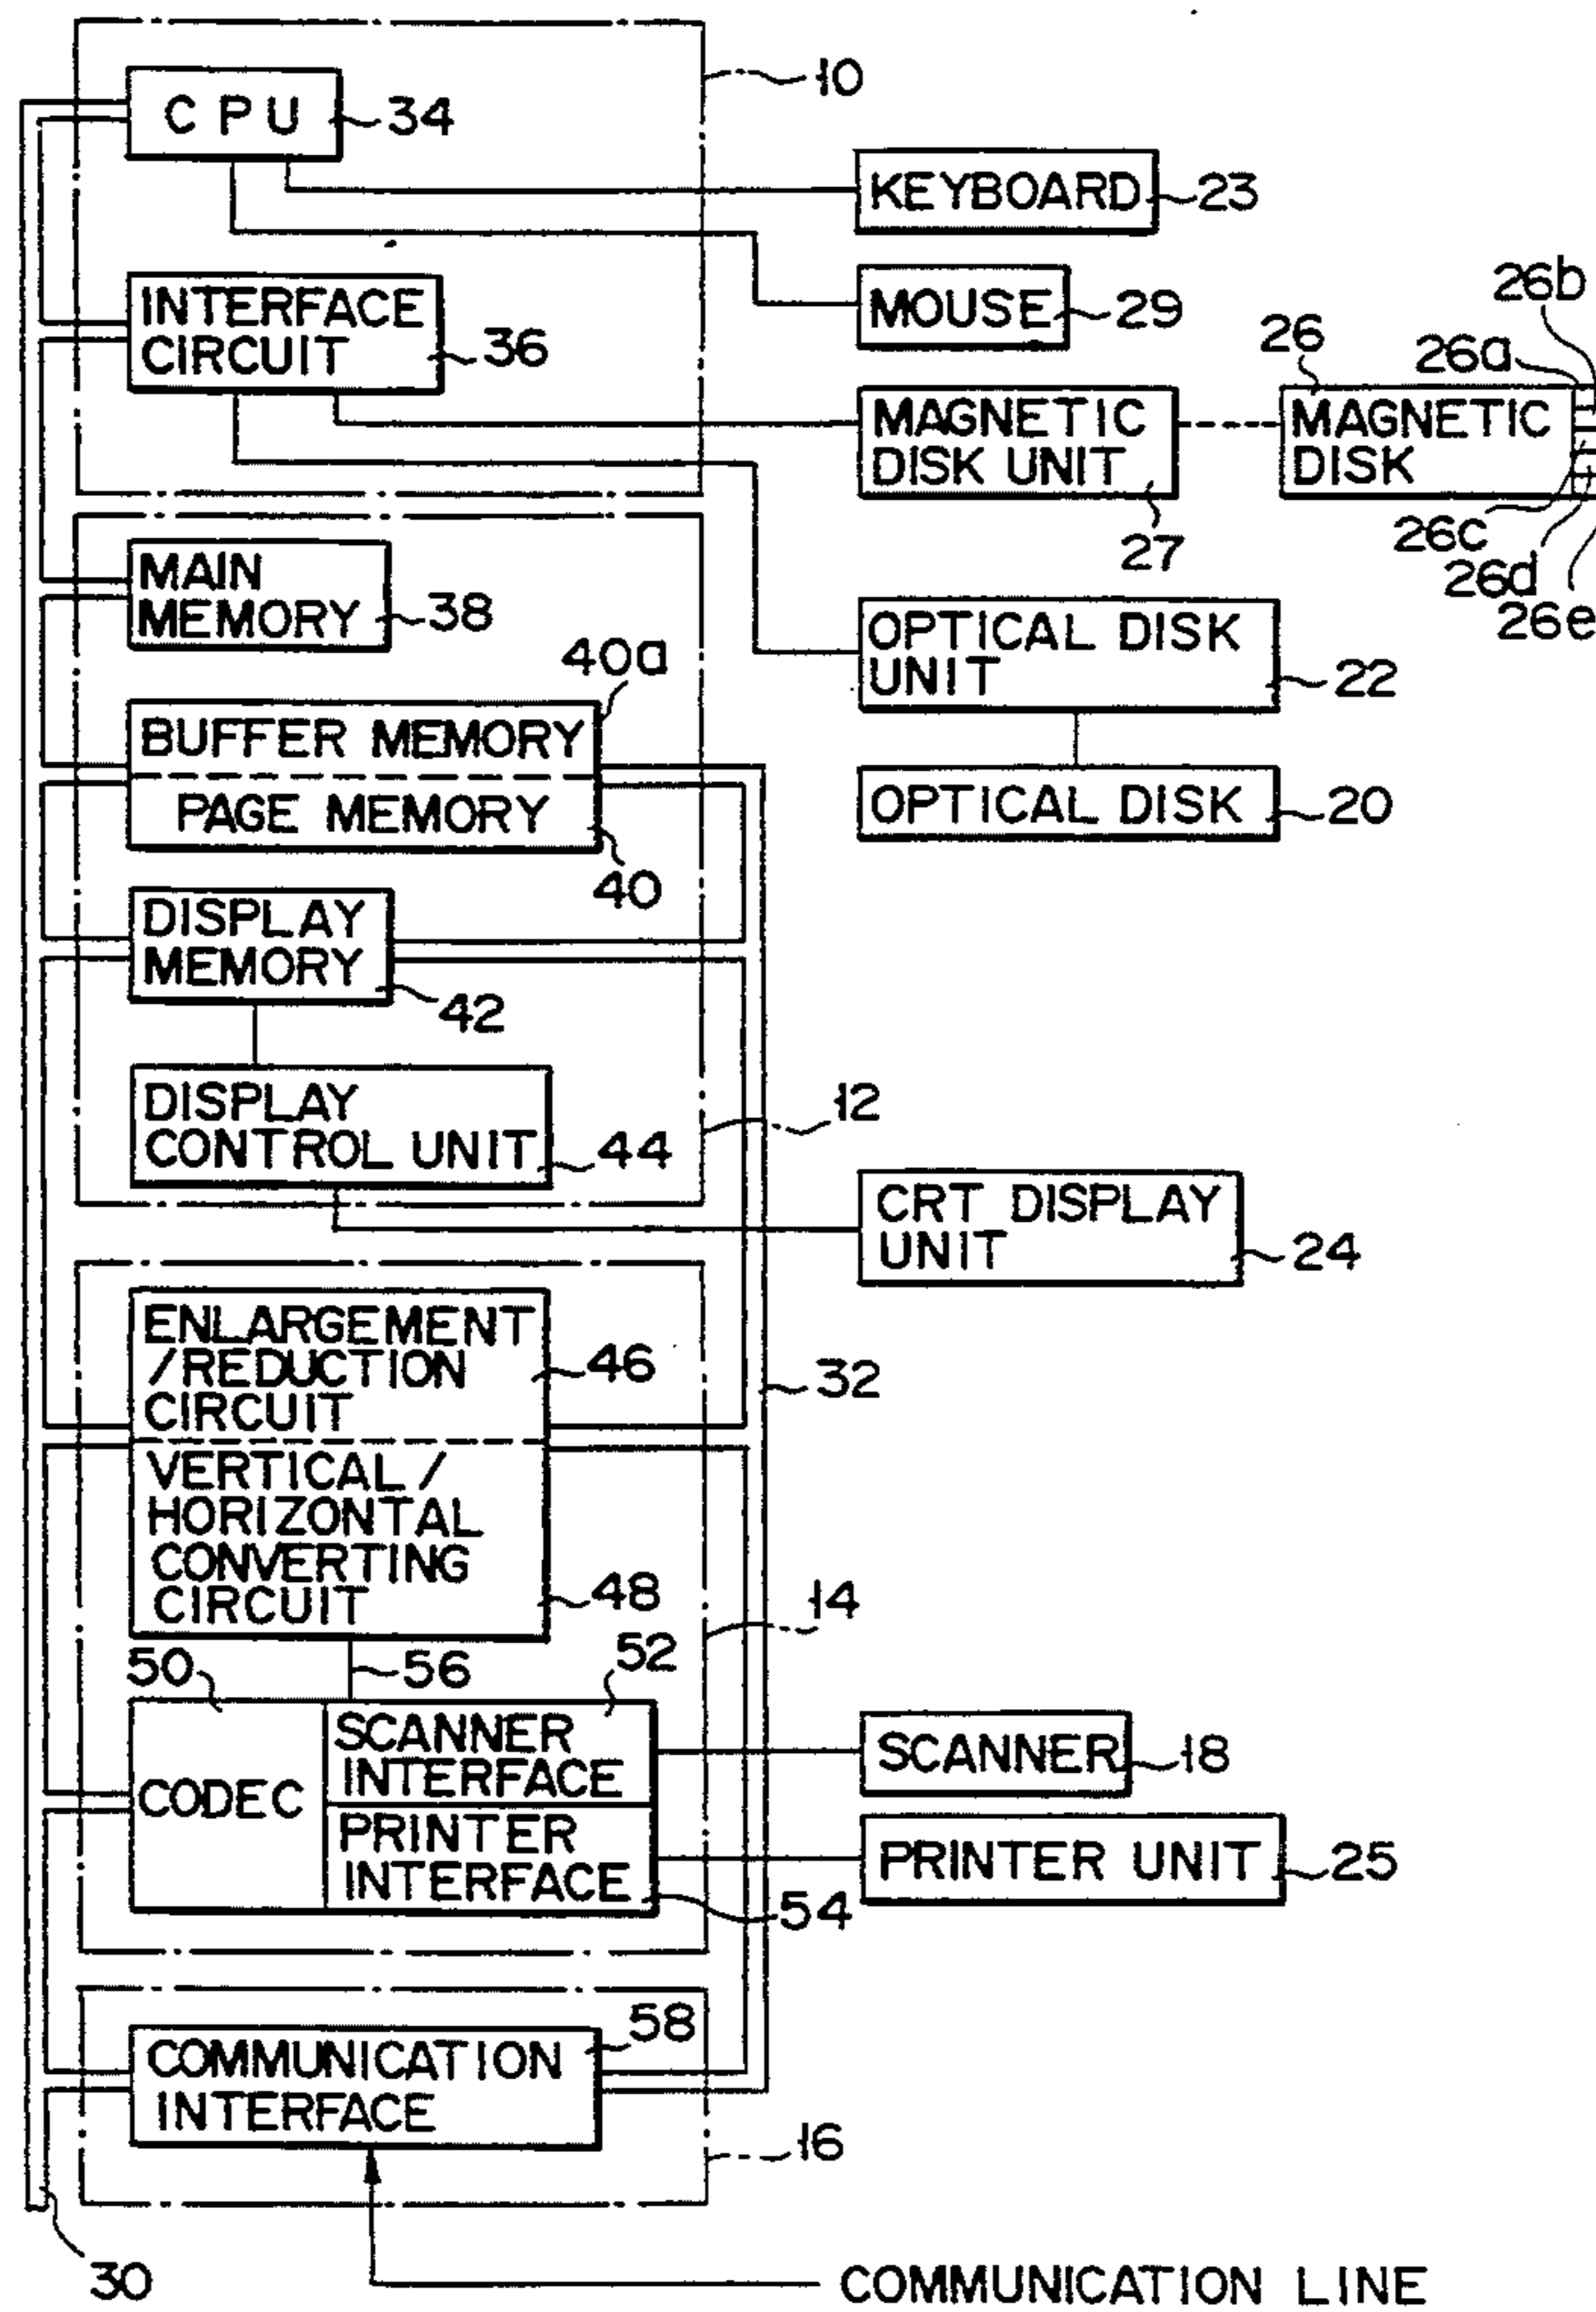 10
C P U
34
KEYBOARD
23
INTERFACE
CIRCUIT
36
MOUSE
29
26b
26
26a
MAGNETIC
DISK UNIT
27
MAGNETIC
DISK
26c
26d
26e
MAIN
MEMORY
38
OPTICAL DISK
UNIT
22
40a
BUFFER MEMORY
PAGE MEMORY
40
OPTICAL DISK
20
DISPLAY
MEMORY
42
DISPLAY
CONTROL UNIT
44
12
CRT DISPLAY
UNIT
24
ENLARGEMENT
/REDUCTION
CIRCUIT
46
32
VERTICAL/
HORIZONTAL
CONVERTING
CIRCUIT
48
14
50
56
52
CODEC
SCANNER
INTERFACE
SCANNER
18
PRINTER
INTERFACE
54
PRINTER UNIT
25
58
COMMUNICATION
INTERFACE
16
30
COMMUNICATION LINE